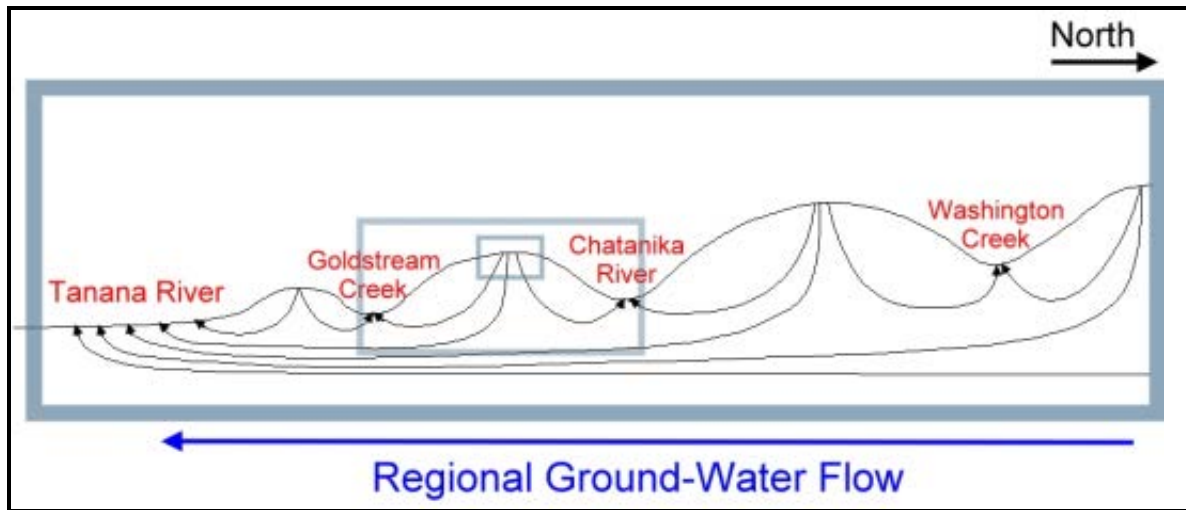 North
Washington
Creek
Chatanika
River
Goldstream
Creek
Tanana River
Regional Ground-Water Flow